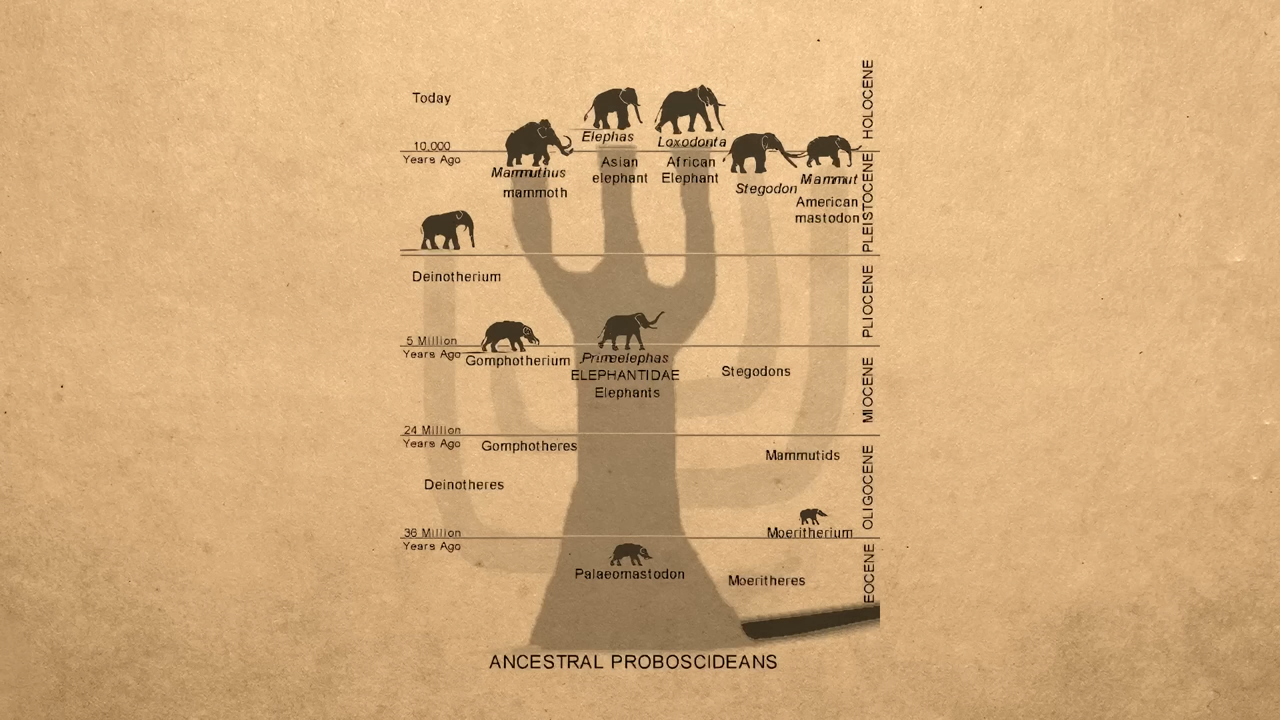 Today
HOLOCENE
Elephas
Loxodonta
10,000
Years Ago
Asian
elephant
African
Elephant
Mammuthus
mammoth
Stegodon
Mammut
American
mastodon
PLEISTOCENE
Deinotherium
PLIOCENE
5 Million
Years Ago
Gomphotherium
Primeelephas
ELEPHANTIDAE
Elephants
Stegodons
MIOCENE
24 Million
Years Ago
Gomphotheres
Mammutids
Deinotheres
OLIGOCENE
Moeritherium
36 Million
Years Ago
Palaeomastodon
Moeritheres
EOCENE
ANCESTRAL PROBOSCIDEANS